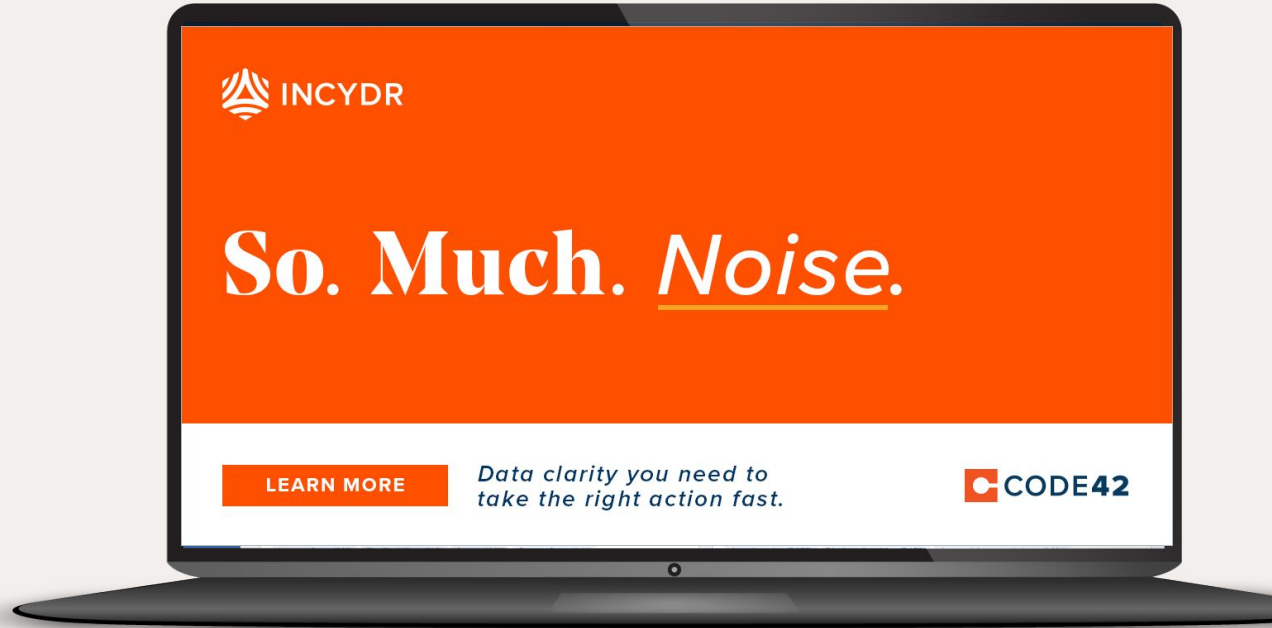 INCYDR
So. Much. Noise.
LEARN MORE
Data clarity you need to
take the right action fast.
CODE42